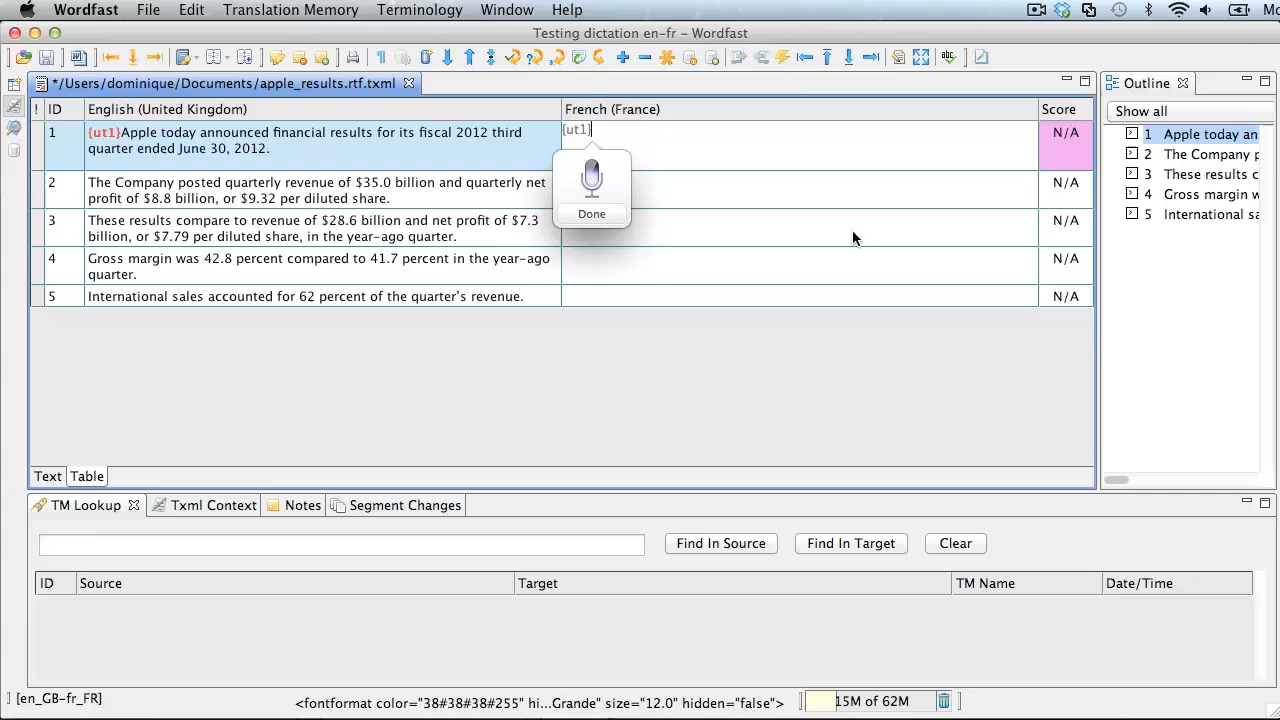 Wordfast File Edit Translation Memory Terminology Window Help
Testing dictation en-fr – Wordfast
*/Users/dominique/Documents/apple_results.rtf.txml
Outline
! ID English (United Kingdom) French (France) Score
Show all
1 {ut1}Apple today announced financial results for its fiscal 2012 third
quarter ended June 30, 2012.
{ut1}
N/A
Done
2 The Company posted quarterly revenue of $35.0 billion and quarterly net
profit of $8.8 billion, or $9.32 per diluted share.
N/A
3 These results compare to revenue of $28.6 billion and net profit of $7.3
billion, or $7.79 per diluted share, in the year-ago quarter.
N/A
4 Gross margin was 42.8 percent compared to 41.7 percent in the year-ago
quarter.
N/A
5 International sales accounted for 62 percent of the quarter's revenue.
N/A
1 Apple today an
2 The Company p
3 These results c
4 Gross margin w
5 International sa
Text Table
TM Lookup Txml Context Notes Segment Changes
Find In Source Find In Target Clear
ID Source Target TM Name Date/Time
[en_GB-fr_FR]
<fontformat color="38#38#38#255" hi...Grande" size="12.0" hidden="false">
15M of 62M